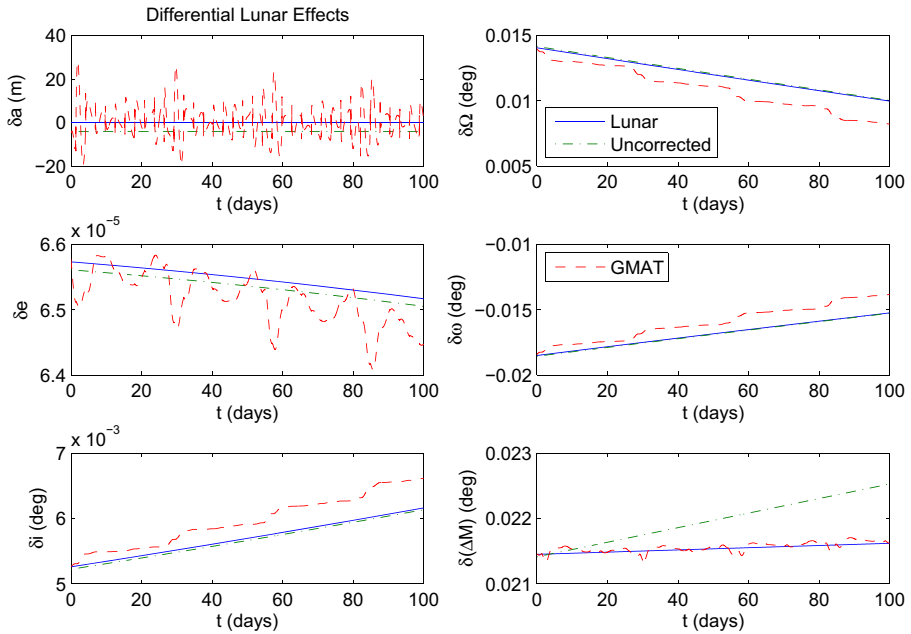 Differential Lunar Effects
40
20
0
−20
δa (m)
0 20 40 60 80 100
t (days)
0.015
0.01
0.005
δΩ (deg)
Lunar
Uncorrected
0 20 40 60 80 100
t (days)
x 10⁻⁵
6.6
6.5
6.4
δe
0 20 40 60 80 100
t (days)
−0.01
−0.015
−0.02
δω (deg)
GMAT
0 20 40 60 80 100
t (days)
x 10⁻³
7
6
5
δi (deg)
0 20 40 60 80 100
t (days)
0.023
0.022
0.021
δ(ΔM) (deg)
0 20 40 60 80 100
t (days)